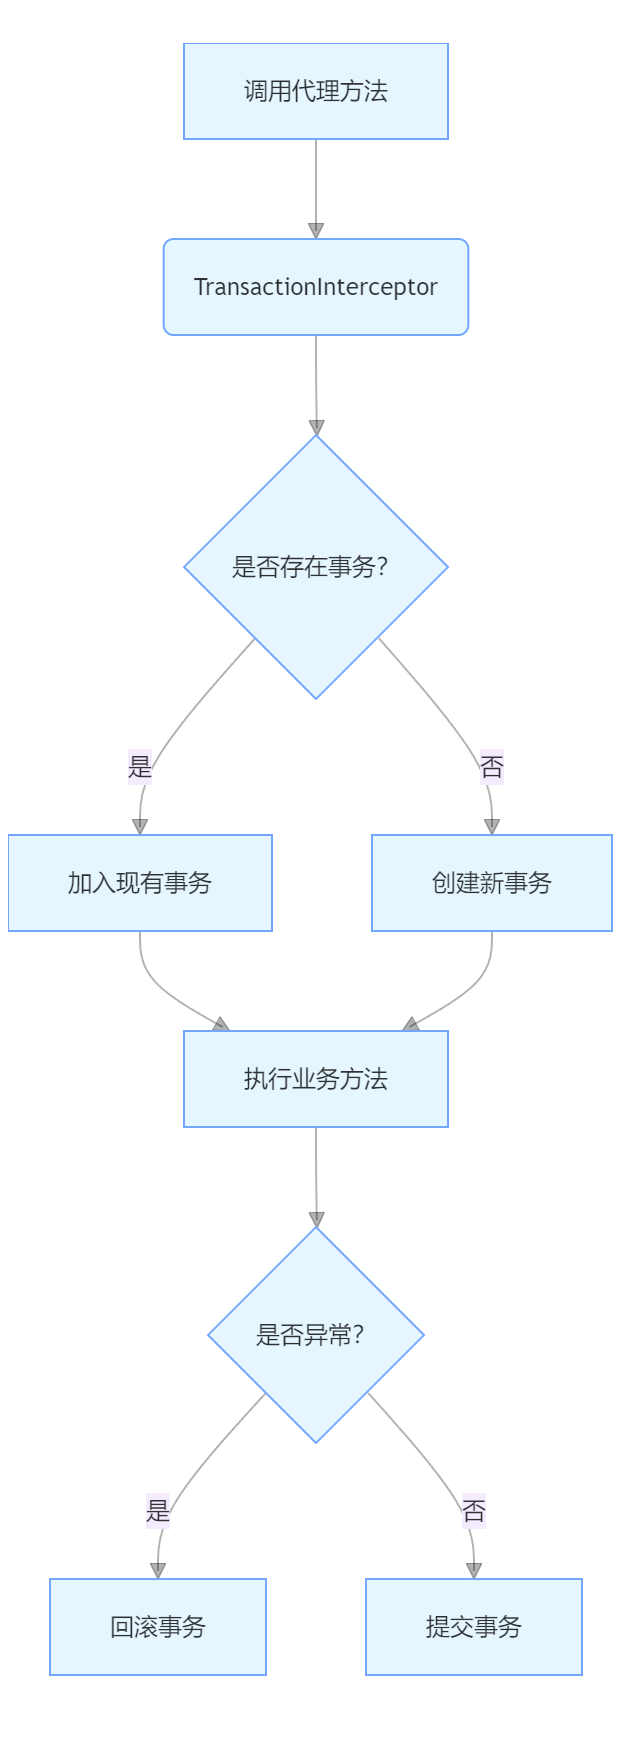 调用代理方法
TransactionInterceptor
是否存在事务?
是
否
加入现有事务
创建新事务
执行业务方法
是否异常?
是
否
回滚事务
提交事务